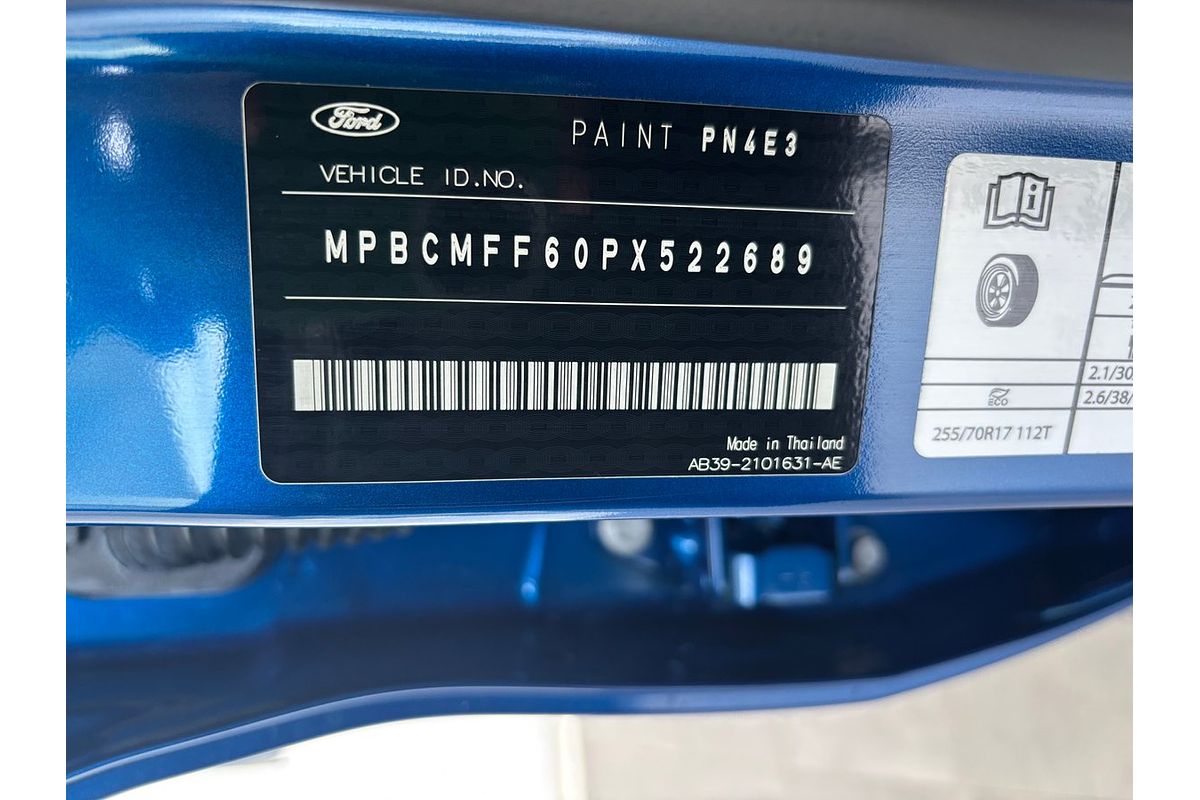 Ford
PAINT PN4E3
VEHICLE ID.NO.
MPBCMFF60PX522689
Made in Thailand
AB39-2101631-AE
i
2.1/30
ECO
2.6/38/
255/70R17 112T